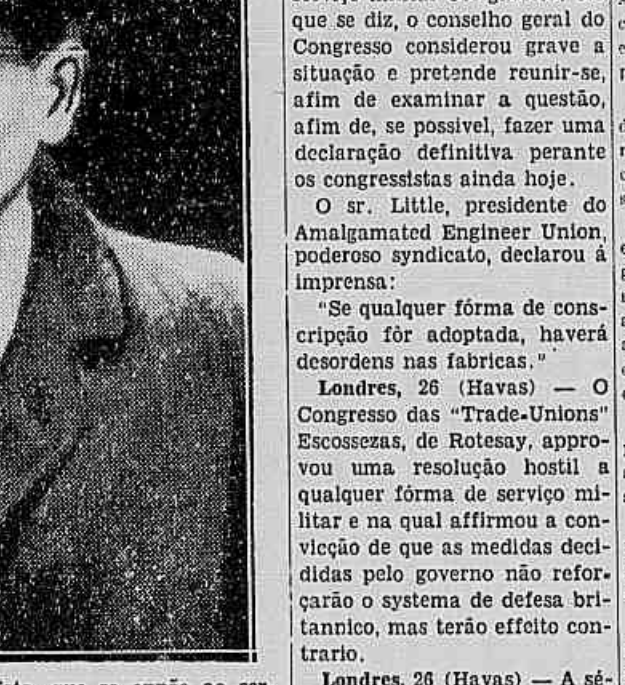 que se diz, o conselho geral do
Congresso considerou grave a
situação e pretende reunir-se,
afim de examinar a questão,
afim de, se possivel, fazer uma
declaração definitiva perante
os congressistas ainda hoje.
O sr. Little, presidente do
Amalgamated Engineer Union,
poderoso syndicato, declarou á
imprensa:
"Se qualquer fórma de cons-
cripção fôr adoptada, haverá
desordens nas fabricas."
Londres, 26 (Havas) — O
Congresso das "Trade-Unions"
Escossezas, de Rotesay, appro-
vou uma resolução hostil a
qualquer fórma de serviço mi-
litar e na qual affirmou a con-
vicção de que as medidas deci-
didas pelo governo não refor-
çarão o systema de defesa bri-
tannico, mas terão effeito con-
trario.
Londres, 26 (Havas) — A sé-